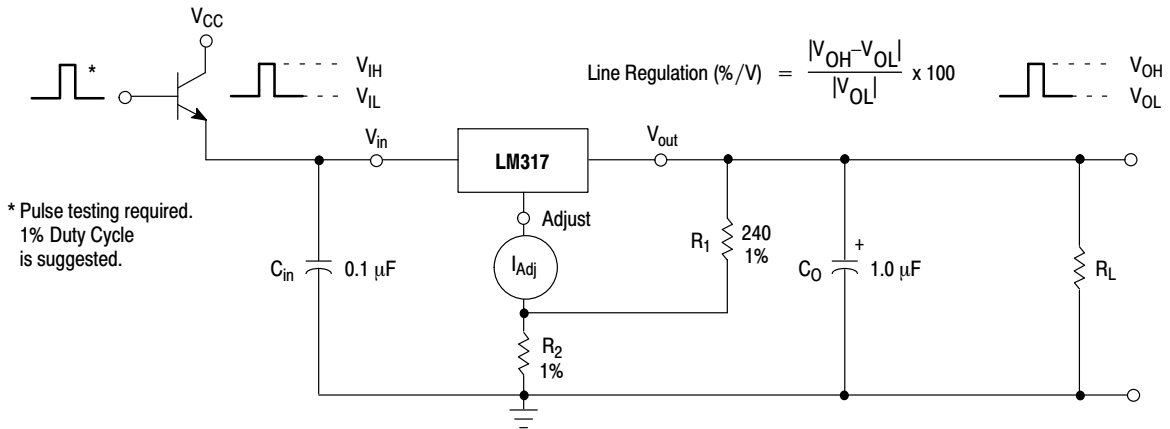 V_CC
*
V_IH
V_IL
Line Regulation (%/V) = |V_OH–V_OL| / |V_OL| x 100
V_OH
V_OL
V_in
LM317
V_out
* Pulse testing required.
1% Duty Cycle
is suggested.
Adjust
I_Adj
C_in
0.1 μF
R_1
240
1%
C_O
+
1.0 μF
R_L
R_2
1%